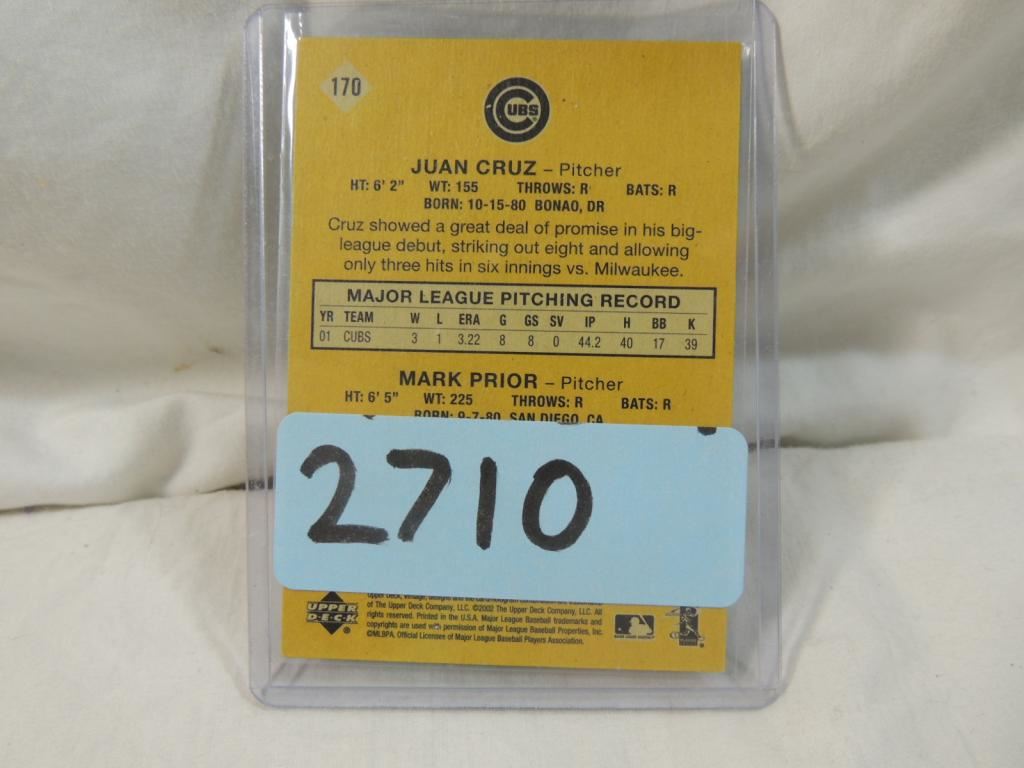 170
CUBS
JUAN CRUZ – Pitcher
HT: 6' 2" WT: 155 THROWS: R BATS: R
BORN: 10-15-80 BONAO, DR
Cruz showed a great deal of promise in his big-
league debut, striking out eight and allowing
only three hits in six innings vs. Milwaukee.
MAJOR LEAGUE PITCHING RECORD
YR TEAM W L ERA G GS SV IP H BB K
01 CUBS 3 1 3.22 8 8 0 44.2 40 17 39
MARK PRIOR – Pitcher
HT: 6' 5" WT: 225 THROWS: R BATS: R
BORN: 9-7-80 SAN DIEGO, CA
2710
UPPER
DECK
of The Upper Deck Company, LLC. ©2002 The Upper Deck Company, LLC. All
rights reserved. Printed in the U.S.A. Major League Baseball trademarks and
copyrights are used with permission of Major League Baseball Properties, Inc.
©MLBPA, Official Licensee of Major League Baseball Players Association.